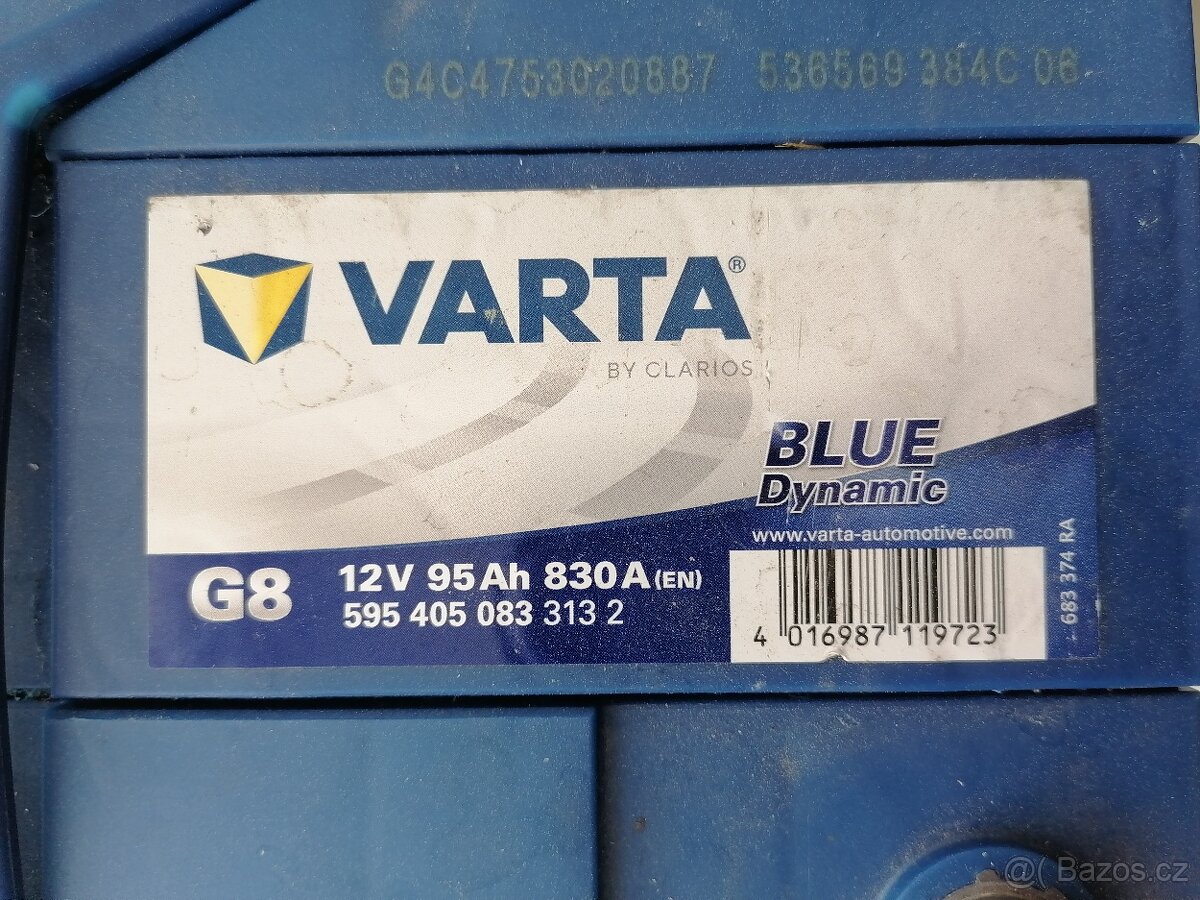 G4C4753020887 536569 384C 06
VARTA®
BY CLARIOS
BLUE
Dynamic
www.varta-automotive.com
G8
12V 95Ah 830A (EN)
595 405 083 313 2
4 016987 119723
683 374 RA
@( Bazos.cz